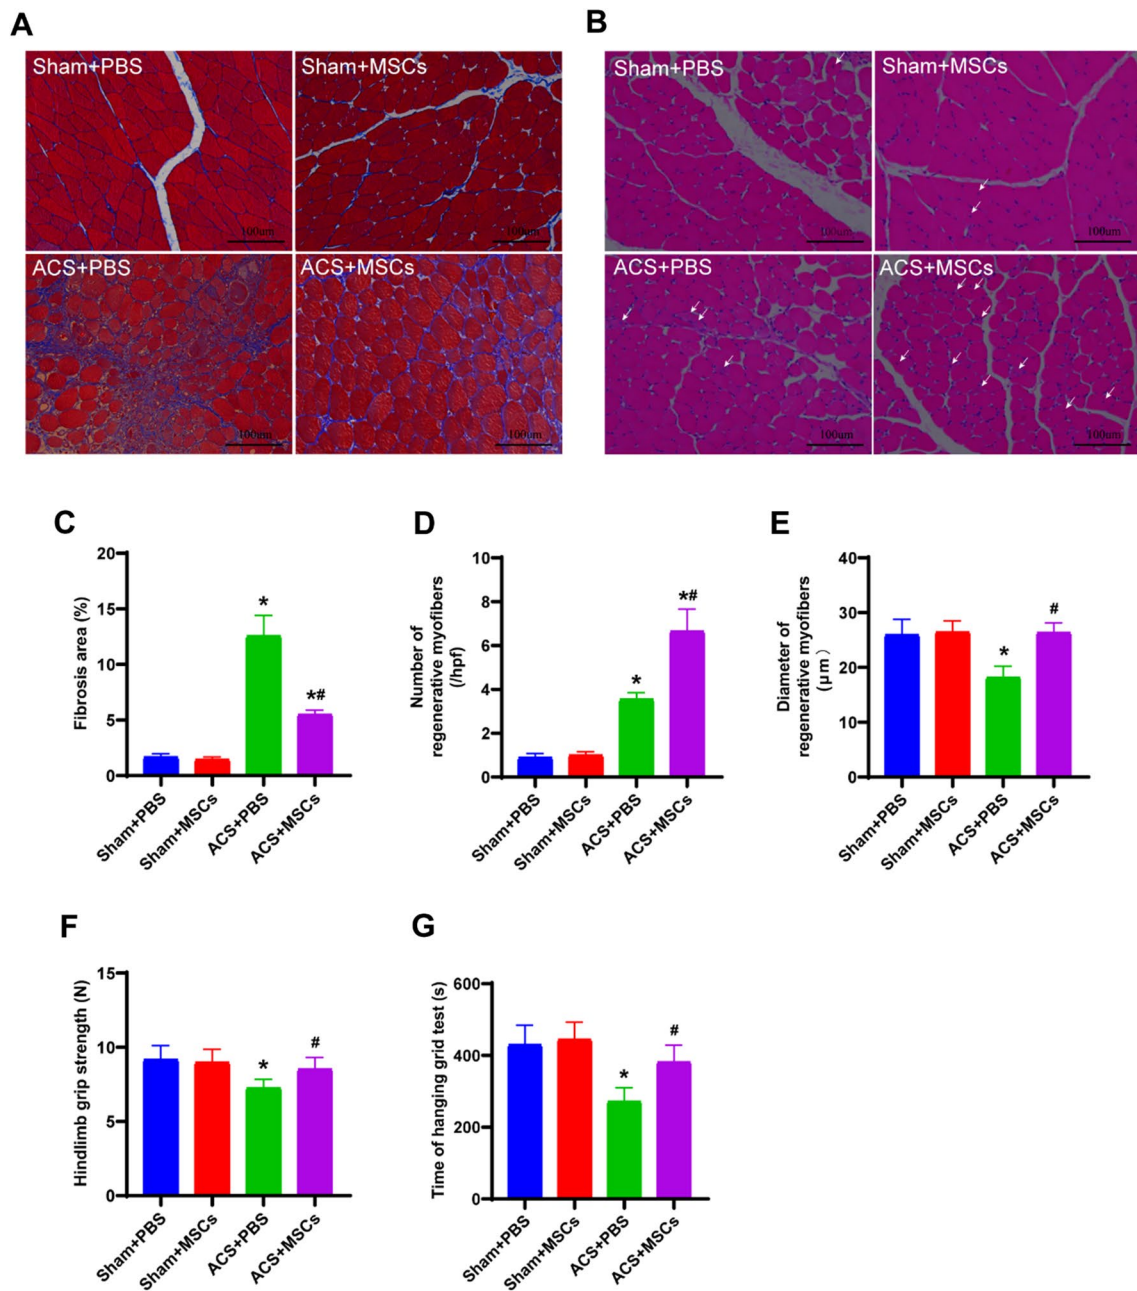 A
B
Sham+PBS
Sham+MSCs
100um
100um
ACS+PBS
ACS+MSCs
100um
100um
Sham+PBS
Sham+MSCs
100um
100um
ACS+PBS
ACS+MSCs
100um
100um
C
Fibrosis area (%)
20
15
10
5
0
*
*#
Sham+PBS
Sham+MSCs
ACS+PBS
ACS+MSCs
D
Number of
regenerative myofibers
(/hpf)
10
8
6
4
2
0
*
*#
Sham+PBS
Sham+MSCs
ACS+PBS
ACS+MSCs
E
Diameter of
regenerative myofibers
(μm)
40
30
20
10
0
*
#
Sham+PBS
Sham+MSCs
ACS+PBS
ACS+MSCs
F
Hindlimb grip strength (N)
15
10
5
0
*
#
Sham+PBS
Sham+MSCs
ACS+PBS
ACS+MSCs
G
Time of hanging grid test (s)
600
400
200
0
*
#
Sham+PBS
Sham+MSCs
ACS+PBS
ACS+MSCs